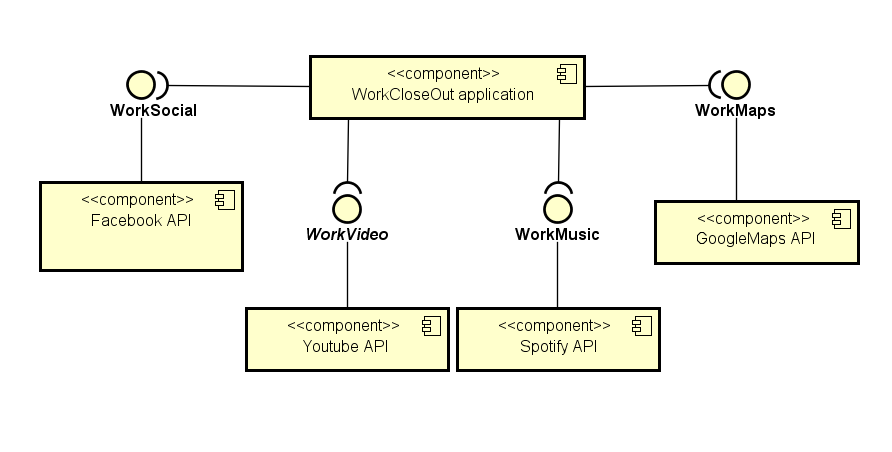 <<component>>
WorkCloseOut application
WorkSocial
WorkMaps
<<component>>
Facebook API
<<component>>
GoogleMaps API
WorkVideo
WorkMusic
<<component>>
Youtube API
<<component>>
Spotify API